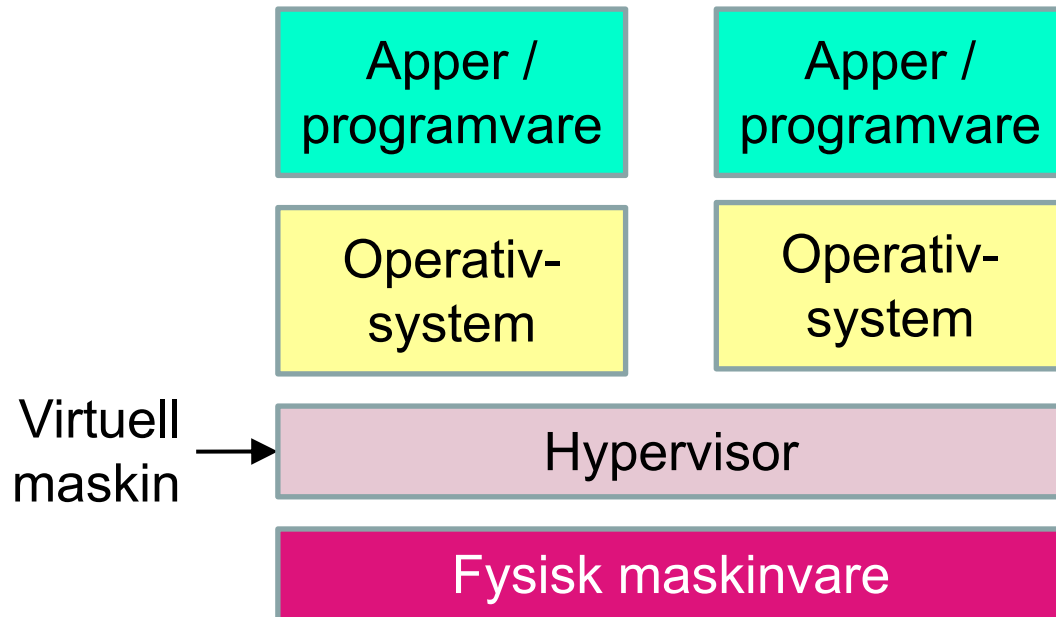 Apper /
programvare
Apper /
programvare
Operativ-
system
Operativ-
system
Virtuell
maskin
Hypervisor
Fysisk maskinvare